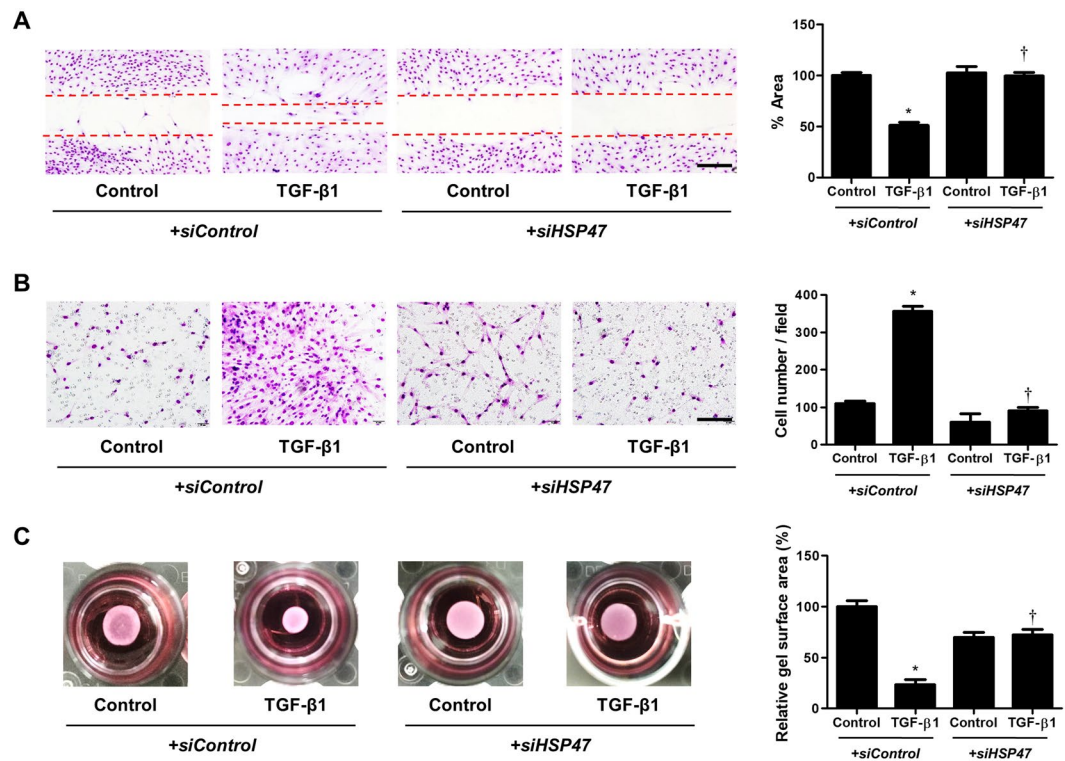 A
Control
TGF-β1
Control
TGF-β1
+siControl
+siHSP47
% Area
150
100
50
0
*
†
Control
TGF-β1
Control
TGF-β1
+siControl
+siHSP47
B
Control
TGF-β1
Control
TGF-β1
+siControl
+siHSP47
Cell number / field
400
300
200
100
0
*
†
Control
TGF-β1
Control
TGF-β1
+siControl
+siHSP47
C
Control
TGF-β1
Control
TGF-β1
+siControl
+siHSP47
Relative gel surface area (%)
150
100
50
0
*
†
Control
TGF-β1
Control
TGF-β1
+siControl
+siHSP47